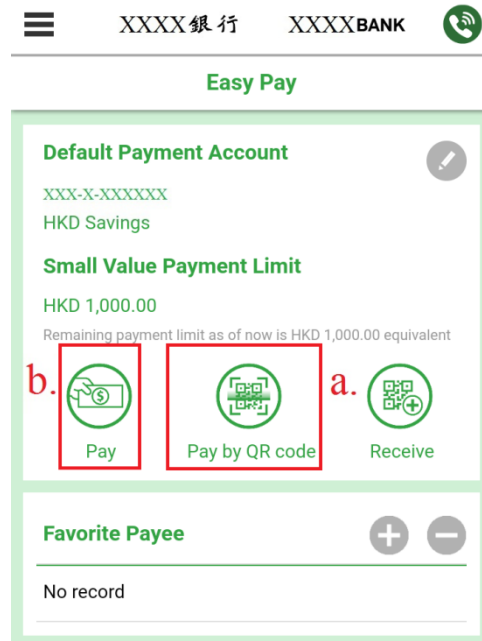 XXXX銀行 XXXXBANK
Easy Pay
Default Payment Account
XXX-X-XXXXXX
HKD Savings
Small Value Payment Limit
HKD 1,000.00
Remaining payment limit as of now is HKD 1,000.00 equivalent
b. a.
Pay Pay by QR code Receive
Favorite Payee
No record